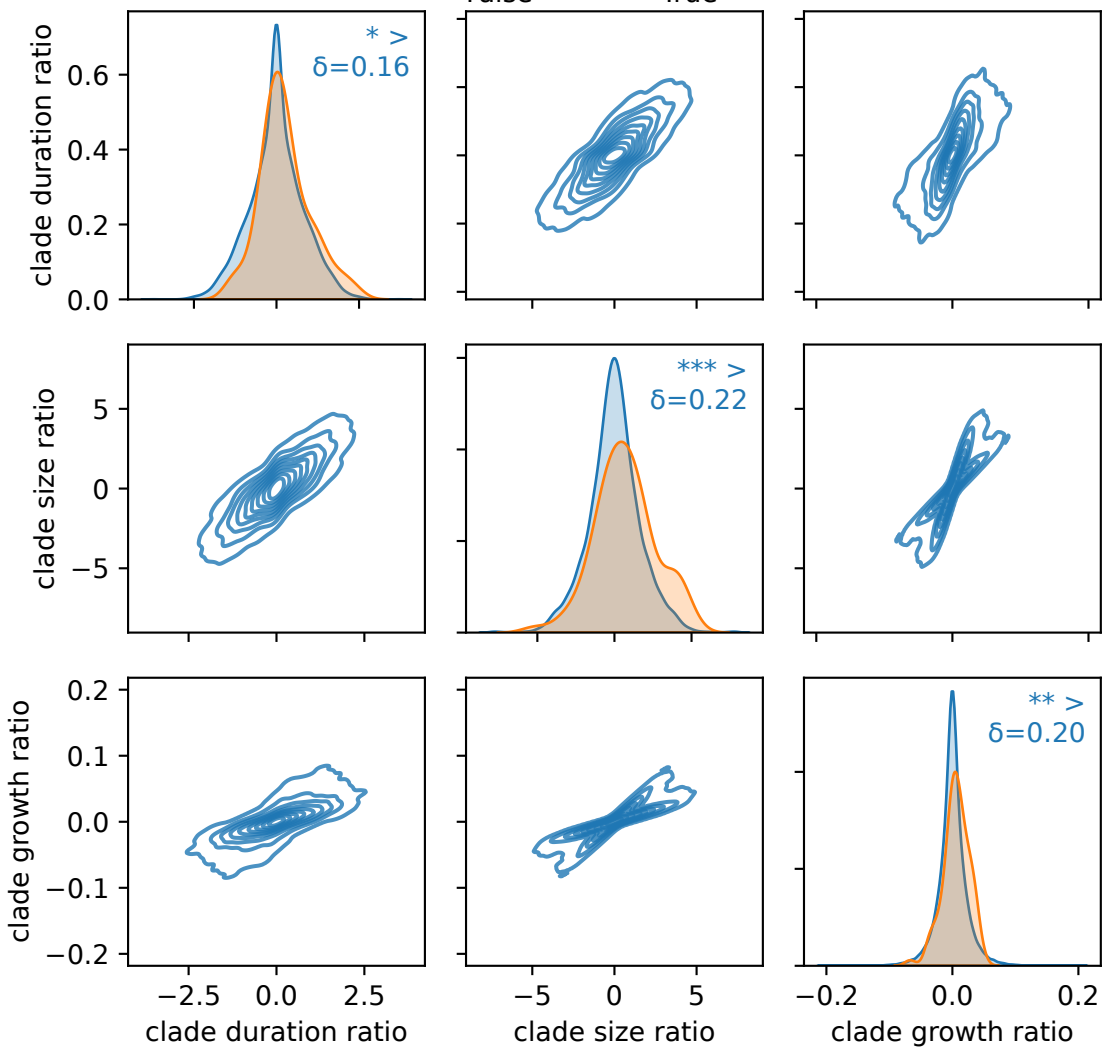 clade duration ratio
0.6
0.4
0.2
0.0
* >
δ=0.16
clade size ratio
5
0
−5
*** >
δ=0.22
clade growth ratio
0.2
0.1
0.0
−0.1
−0.2
** >
δ=0.20
−2.5 0.0 2.5
clade duration ratio
−5 0 5
clade size ratio
−0.2 0.0 0.2
clade growth ratio